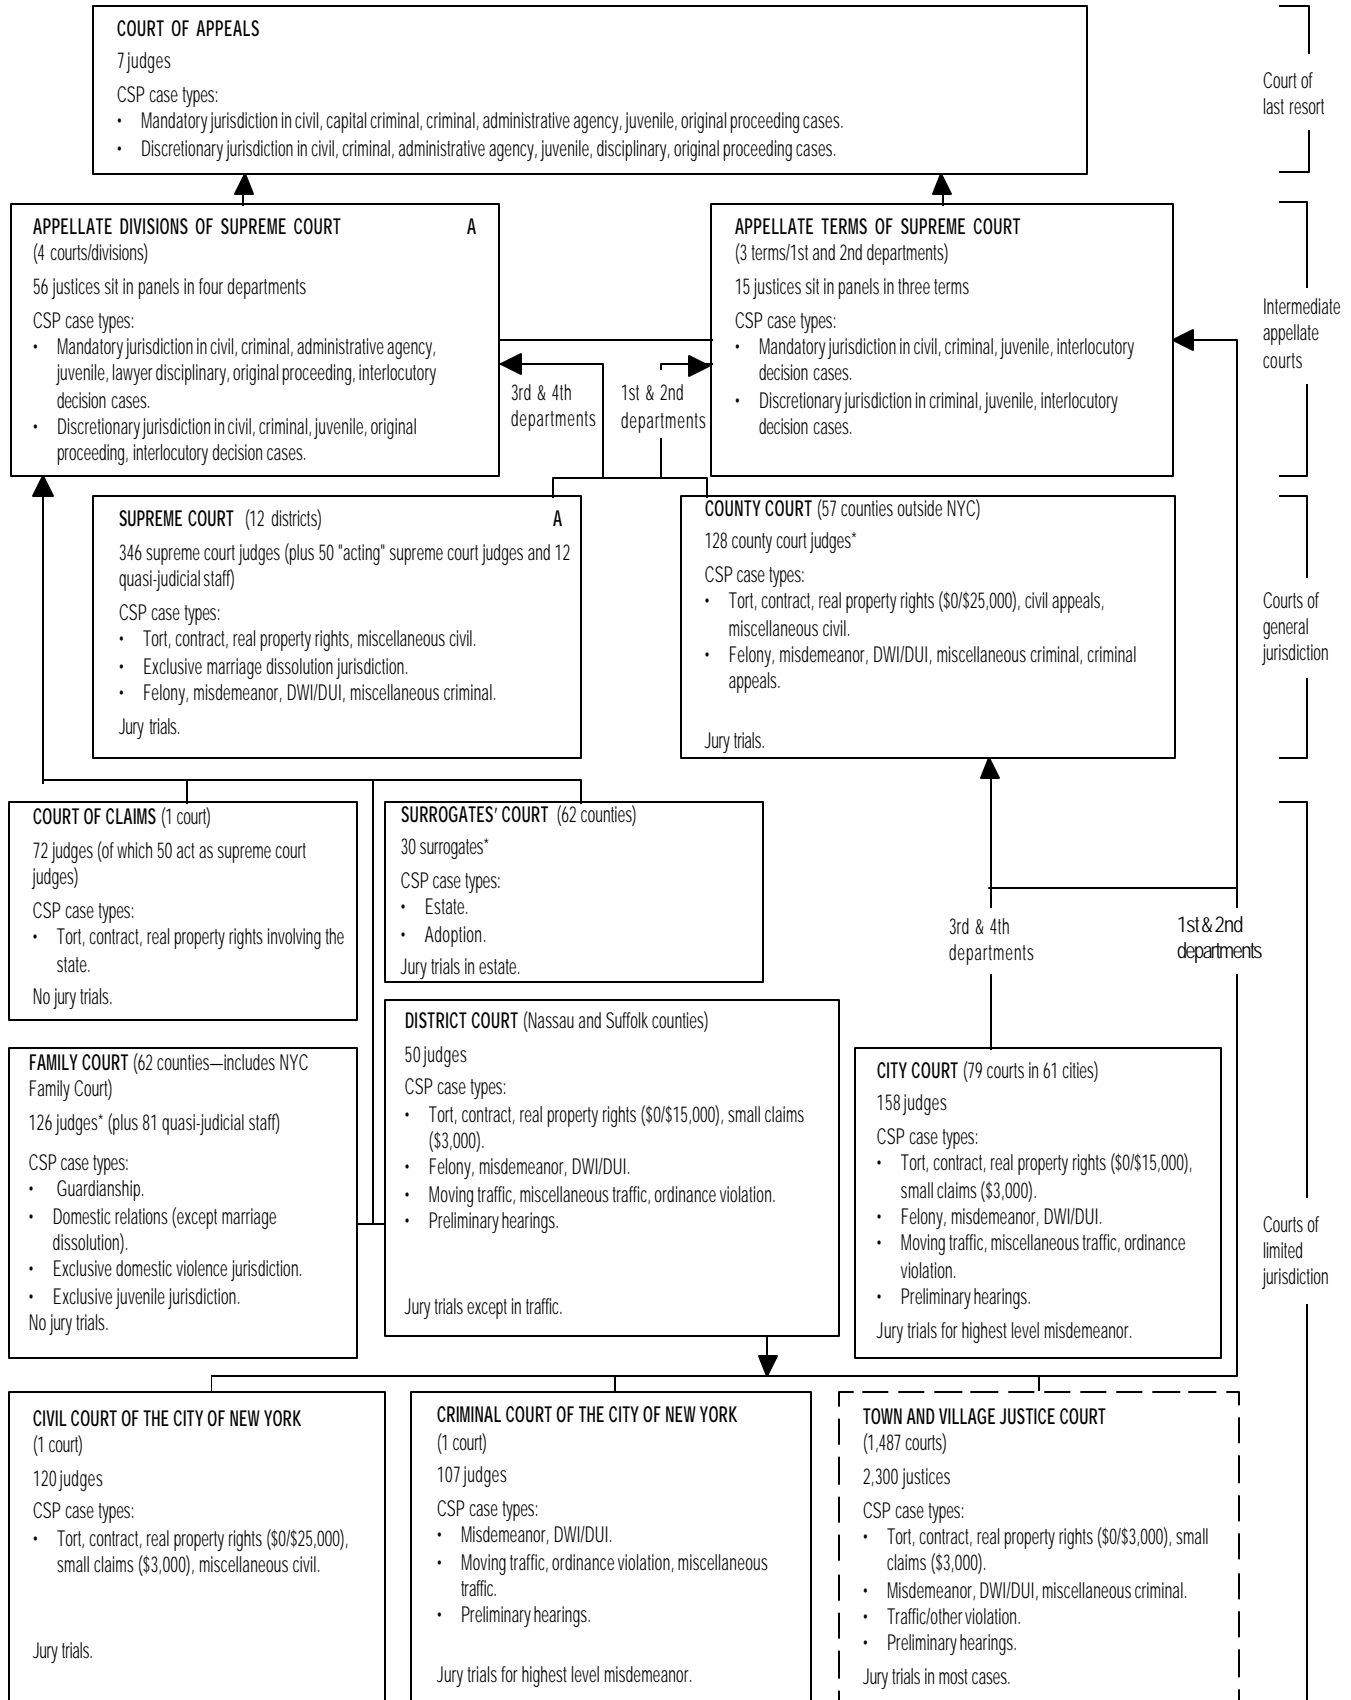 COURT OF APPEALS
7 judges
CSP case types:
• Mandatory jurisdiction in civil, capital criminal, criminal, administrative agency, juvenile, original proceeding cases.
• Discretionary jurisdiction in civil, criminal, administrative agency, juvenile, disciplinary, original proceeding cases.
Court of
last resort
APPELLATE DIVISIONS OF SUPREME COURT A
(4 courts/divisions)
56 justices sit in panels in four departments
CSP case types:
• Mandatory jurisdiction in civil, criminal, administrative agency,
juvenile, lawyer disciplinary, original proceeding, interlocutory
decision cases.
• Discretionary jurisdiction in civil, criminal, juvenile, original
proceeding, interlocutory decision cases.
3rd & 4th
departments
1st & 2nd
departments
APPELLATE TERMS OF SUPREME COURT
(3 terms/1st and 2nd departments)
15 justices sit in panels in three terms
CSP case types:
• Mandatory jurisdiction in civil, criminal, juvenile, interlocutory
decision cases.
• Discretionary jurisdiction in criminal, juvenile, interlocutory
decision cases.
Intermediate
appellate
courts
SUPREME COURT (12 districts) A
346 supreme court judges (plus 50 "acting" supreme court judges and 12
quasi-judicial staff)
CSP case types:
• Tort, contract, real property rights, miscellaneous civil.
• Exclusive marriage dissolution jurisdiction.
• Felony, misdemeanor, DWI/DUI, miscellaneous criminal.
Jury trials.
COUNTY COURT (57 counties outside NYC)
128 county court judges*
CSP case types:
• Tort, contract, real property rights ($0/$25,000), civil appeals,
miscellaneous civil.
• Felony, misdemeanor, DWI/DUI, miscellaneous criminal, criminal
appeals.
Jury trials.
Courts of
general
jurisdiction
COURT OF CLAIMS (1 court)
72 judges (of which 50 act as supreme court
judges)
CSP case types:
• Tort, contract, real property rights involving the
state.
No jury trials.
SURROGATES' COURT (62 counties)
30 surrogates*
CSP case types:
• Estate.
• Adoption.
Jury trials in estate.
3rd & 4th
departments
1st & 2nd
departments
FAMILY COURT (62 counties—includes NYC
Family Court)
126 judges* (plus 81 quasi-judicial staff)
CSP case types:
• Guardianship.
• Domestic relations (except marriage
dissolution).
• Exclusive domestic violence jurisdiction.
• Exclusive juvenile jurisdiction.
No jury trials.
DISTRICT COURT (Nassau and Suffolk counties)
50 judges
CSP case types:
• Tort, contract, real property rights ($0/$15,000), small claims
($3,000).
• Felony, misdemeanor, DWI/DUI.
• Moving traffic, miscellaneous traffic, ordinance violation.
• Preliminary hearings.
Jury trials except in traffic.
CITY COURT (79 courts in 61 cities)
158 judges
CSP case types:
• Tort, contract, real property rights ($0/$15,000),
small claims ($3,000).
• Felony, misdemeanor, DWI/DUI.
• Moving traffic, miscellaneous traffic, ordinance
violation.
• Preliminary hearings.
Jury trials for highest level misdemeanor.
Courts of
limited
jurisdiction
CIVIL COURT OF THE CITY OF NEW YORK
(1 court)
120 judges
CSP case types:
• Tort, contract, real property rights ($0/$25,000),
small claims ($3,000), miscellaneous civil.
Jury trials.
CRIMINAL COURT OF THE CITY OF NEW YORK
(1 court)
107 judges
CSP case types:
• Misdemeanor, DWI/DUI.
• Moving traffic, ordinance violation, miscellaneous
traffic.
• Preliminary hearings.
Jury trials for highest level misdemeanor.
TOWN AND VILLAGE JUSTICE COURT
(1,487 courts)
2,300 justices
CSP case types:
• Tort, contract, real property rights ($0/$3,000), small
claims ($3,000).
• Misdemeanor, DWI/DUI, miscellaneous criminal.
• Traffic/other violation.
• Preliminary hearings.
Jury trials in most cases.